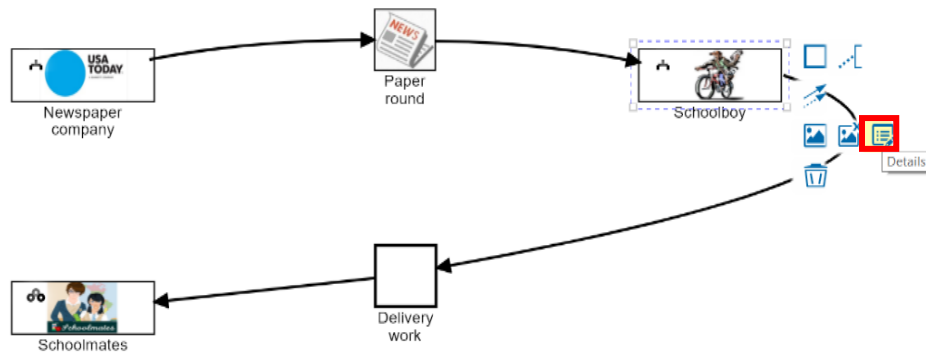 USA
TODAY
NEWS
Newspaper
company
Paper
round
Schoolboy
Details
Schoolmates
Delivery
work
Schoolmates